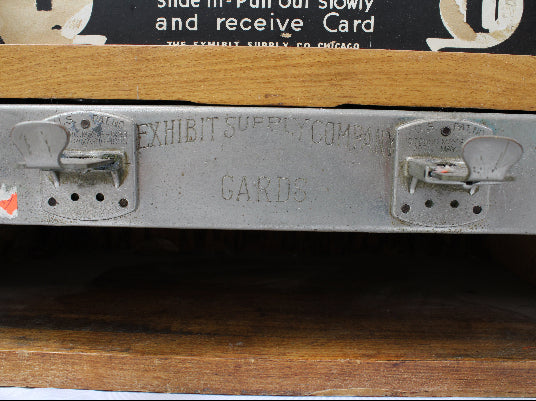 slide in-Pull Out Slowly
and receive Card
THE EXHIBIT SUPPLY CO CHICAGO
EXHIBIT SUPPLY COMPANY
CARDS